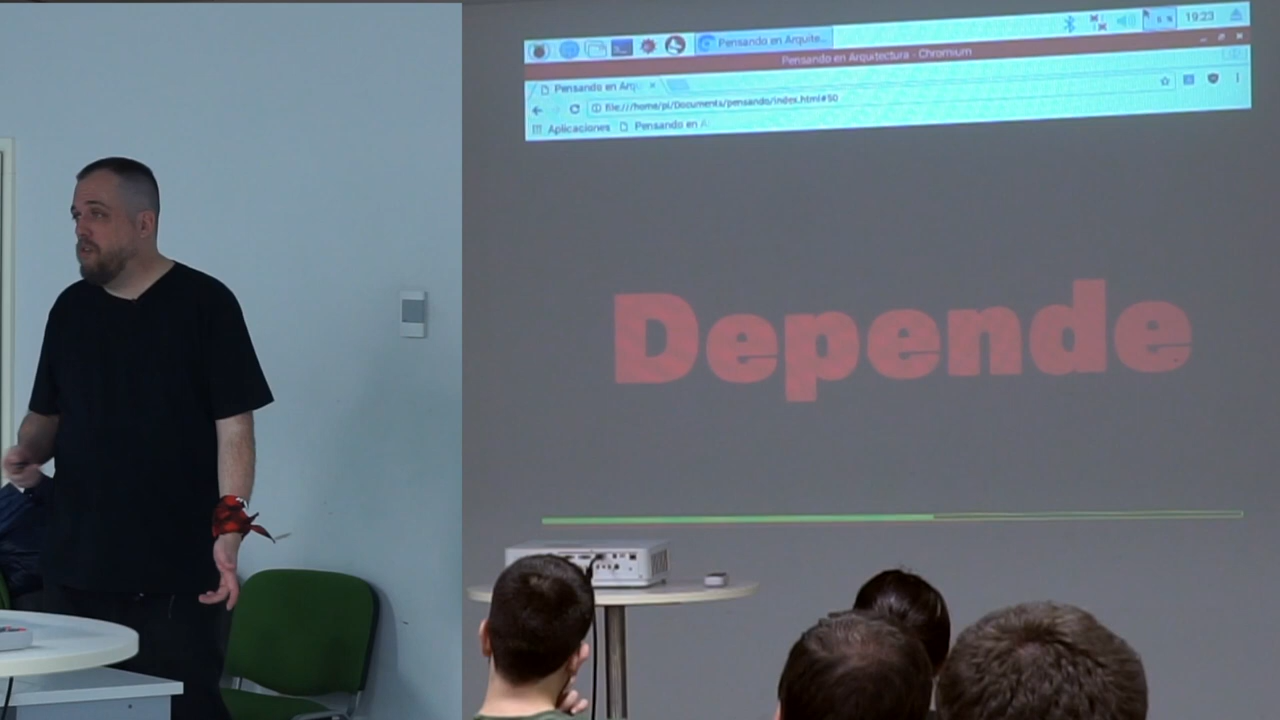 Pensando en Arquite...
19:23
Pensando en Arquitectura - Chromium
Pensando en Arq
file:///home/pi/Documents/pensando/index.html#50
Aplicaciones
Pensando en A
Depende